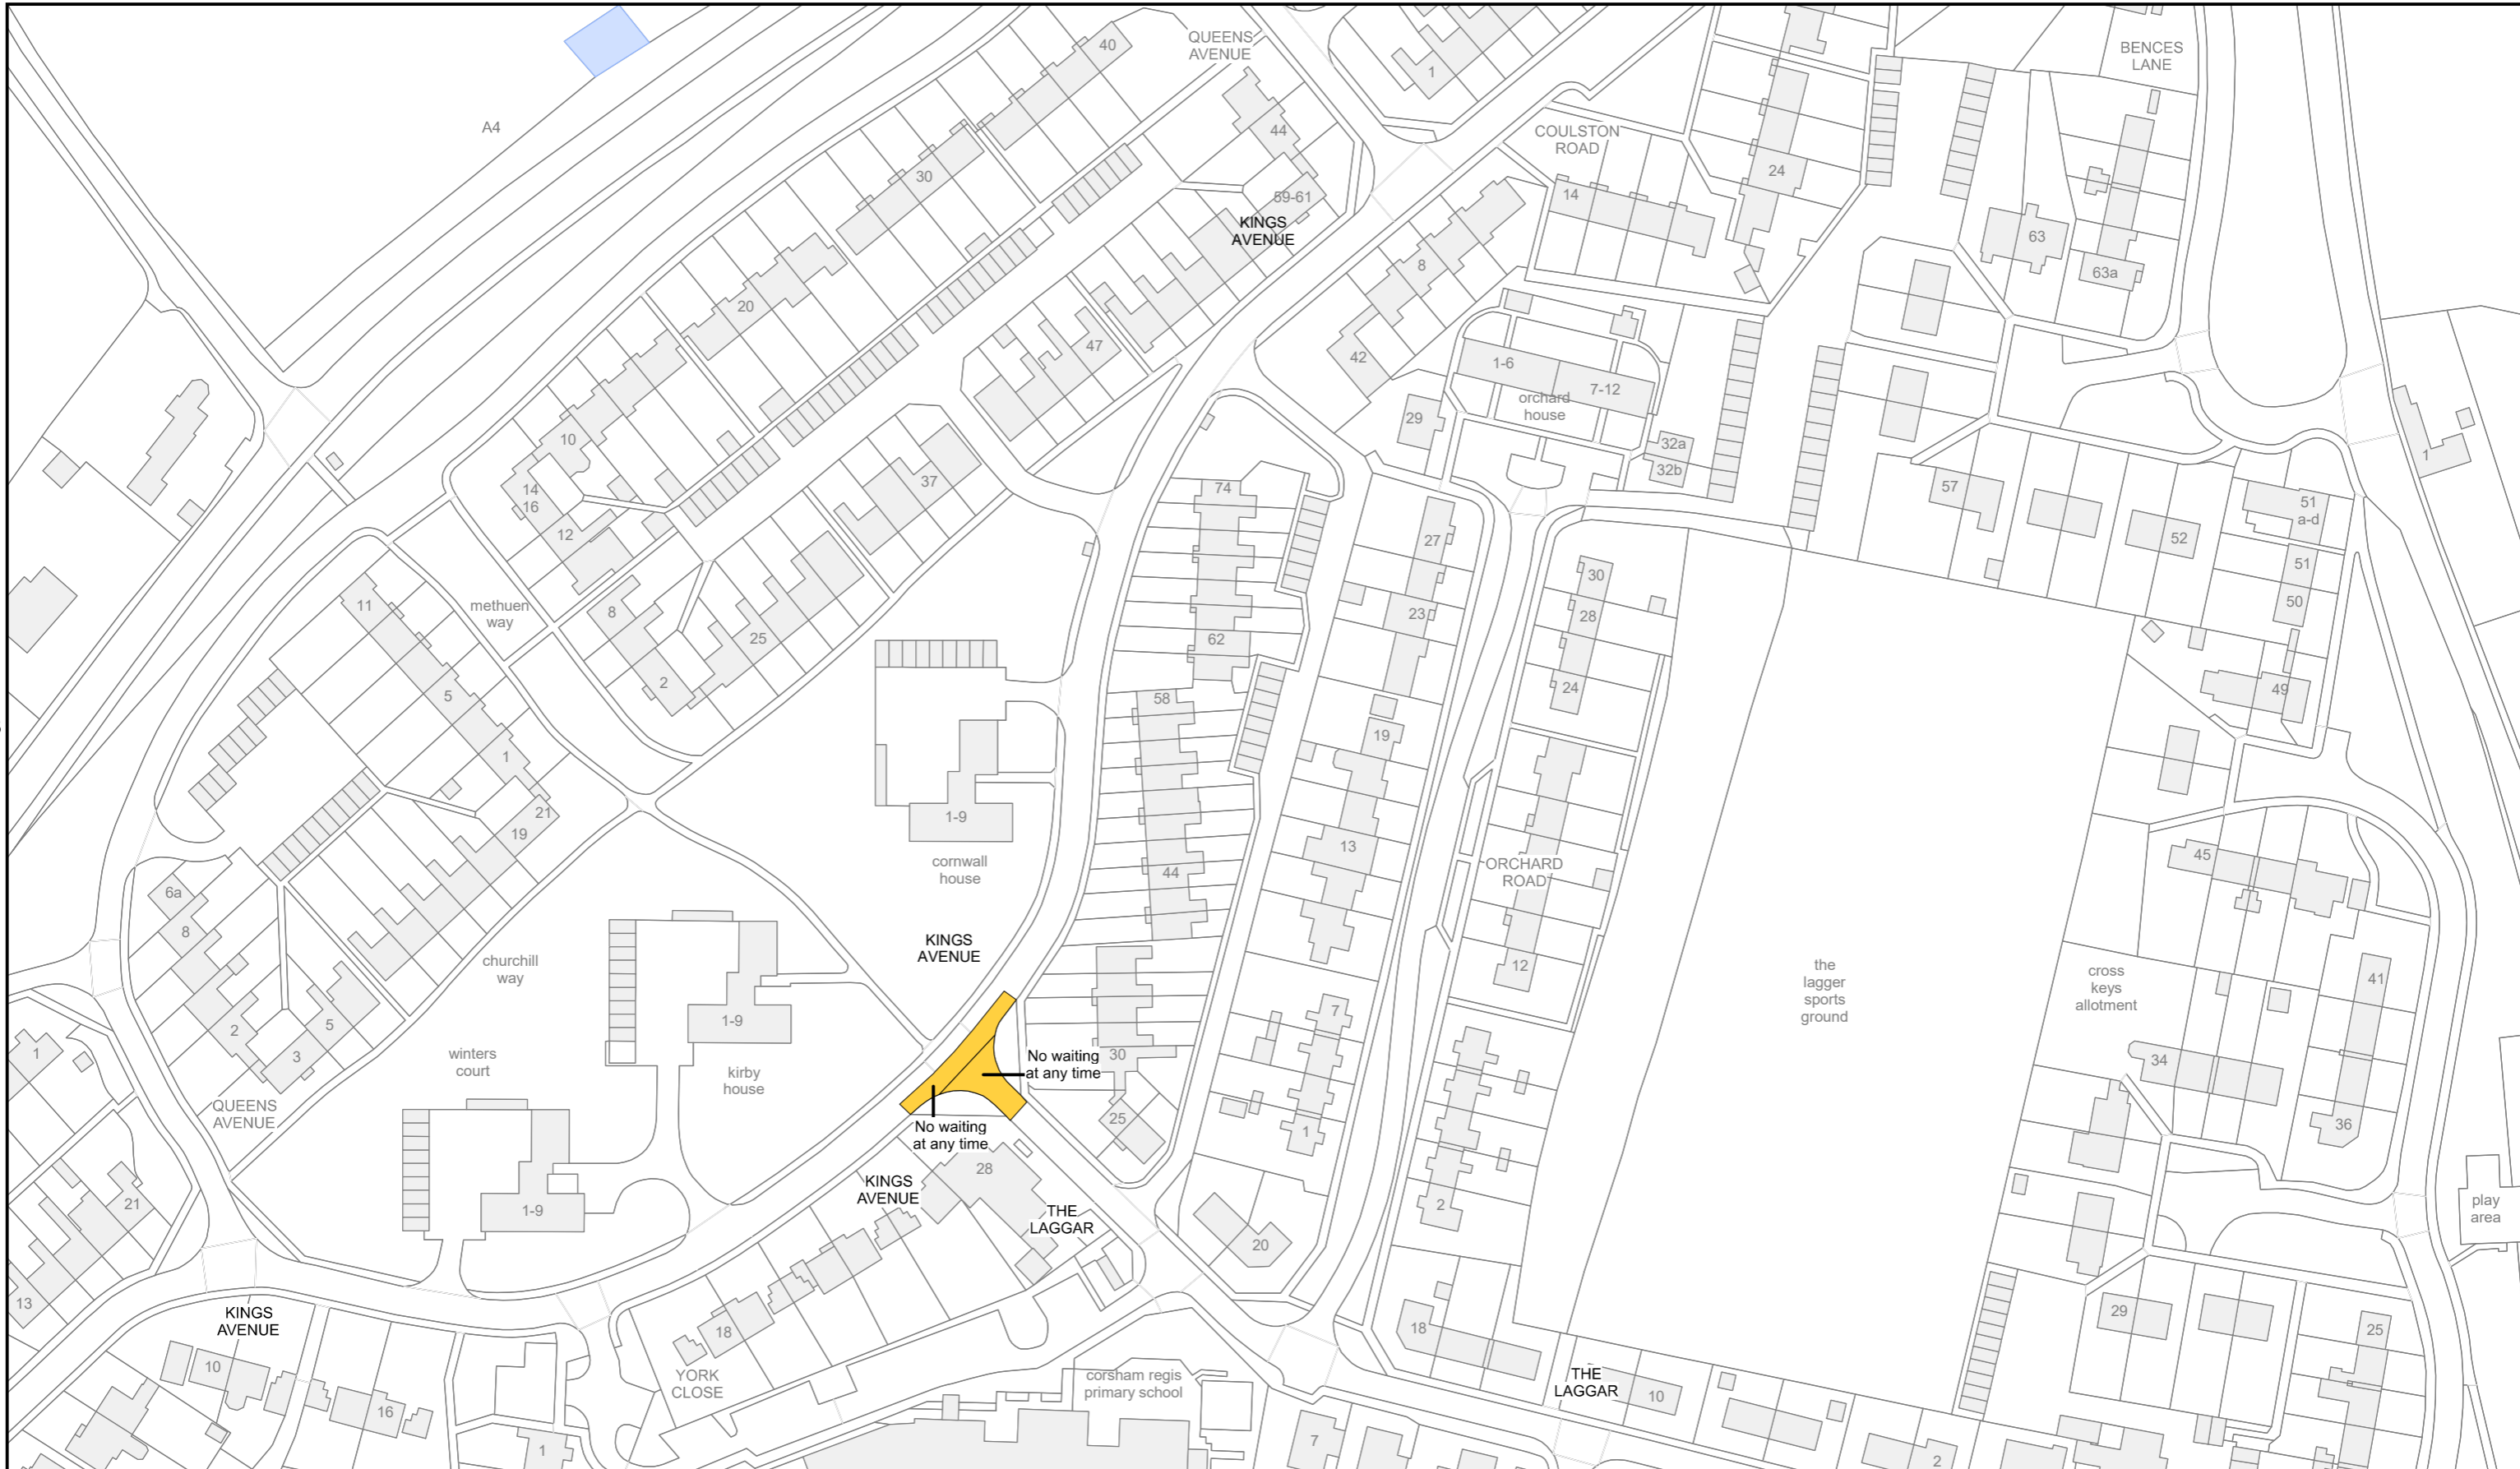 QUEENS
AVENUE
40
1
BENCES
LANE
A4
44
COULSTON
ROAD
30
24
14
59-61
KINGS
AVENUE
63
8
63a
20
47
42
1-6
7-12
29
orchard
house
10
32a
32b
1
37
14
16
74
57
51
a-d
12
27
52
51
30
11
methuen
way
8
28
23
50
25
62
5
2
58
24
49
19
1
21
19
1-9
13
45
cornwall
house
44
ORCHARD
ROAD
6a
8
KINGS
AVENUE
churchill
way
12
the
lagger
sports
ground
cross
keys
allotment
41
2
5
7
1-9
3
1
winters
court
kirby
house
No waiting
at any time
30
34
QUEENS
AVENUE
25
1
36
No waiting
at any time
28
KINGS
AVENUE
21
1-9
THE
LAGGAR
2
play
area
20
13
KINGS
AVENUE
18
18
29
25
10
YORK
CLOSE
corsham regis
primary school
THE
LAGGAR
10
16
1
7
2